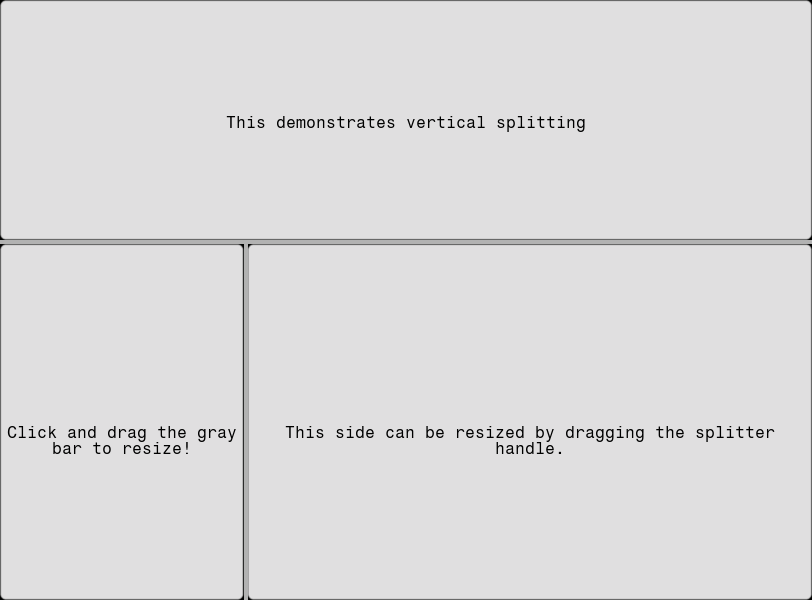 This demonstrates vertical splitting
Click and drag the gray
bar to resize!
This side can be resized by dragging the splitter
handle.